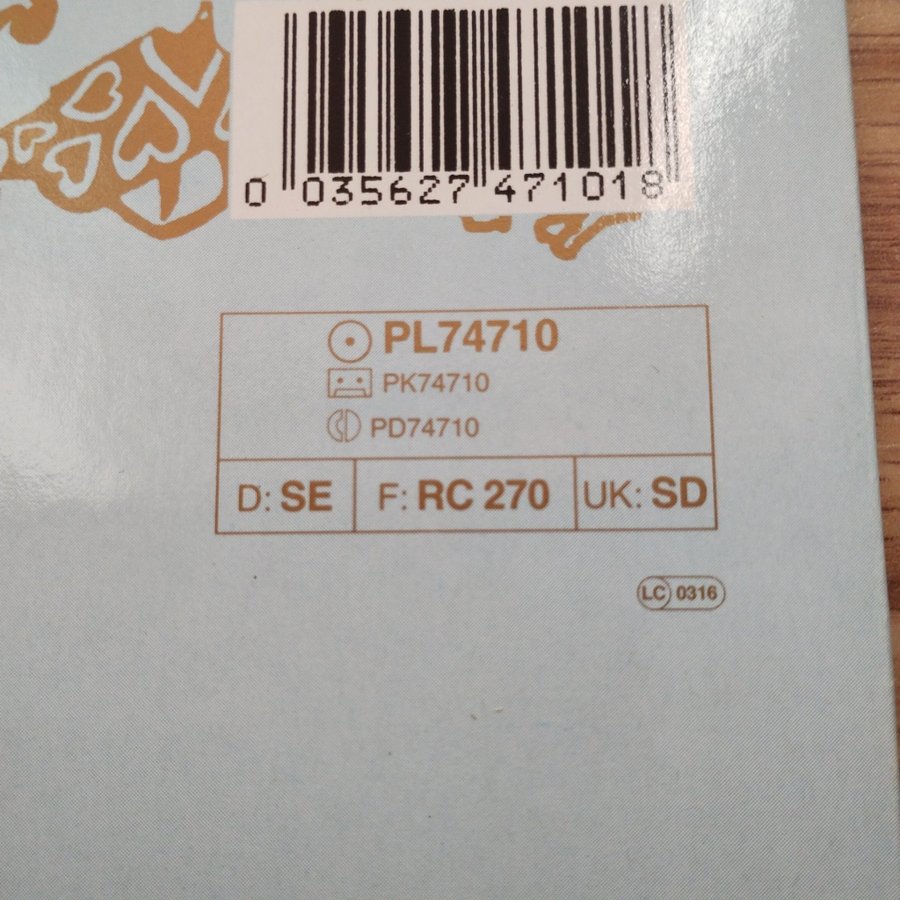 0 035627 471018
PL74710
PK74710
PD74710
D: SE F: RC 270 UK: SD
LC 0316